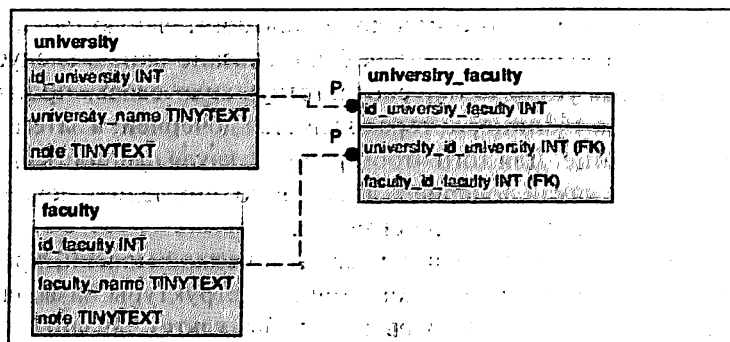 university
id_university INT
university_name TINYTEXT
note TINYTEXT
P
universiry_faculty
id_university_faculty INT
P
university_id_university INT (FK)
faculty_id_faculty INT (FK)
faculty
id_faculty INT
faculty_name TINYTEXT
note TINYTEXT